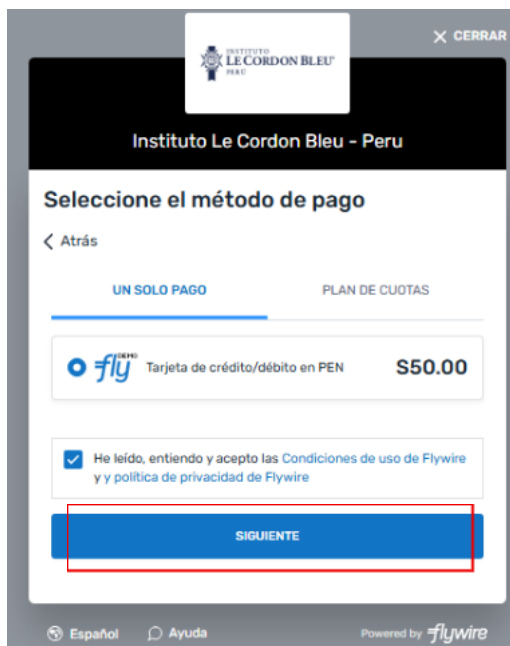 CERRAR
INSTITUTO
LE CORDON BLEU®
PERÚ
Instituto Le Cordon Bleu - Peru
Seleccione el método de pago
Atrás
UN SOLO PAGO
PLAN DE CUOTAS
fly DEMO Tarjeta de crédito/débito en PEN S50.00
He leído, entiendo y acepto las Condiciones de uso de Flywire
y y política de privacidad de Flywire
SIGUIENTE
Español Ayuda Powered by flywire